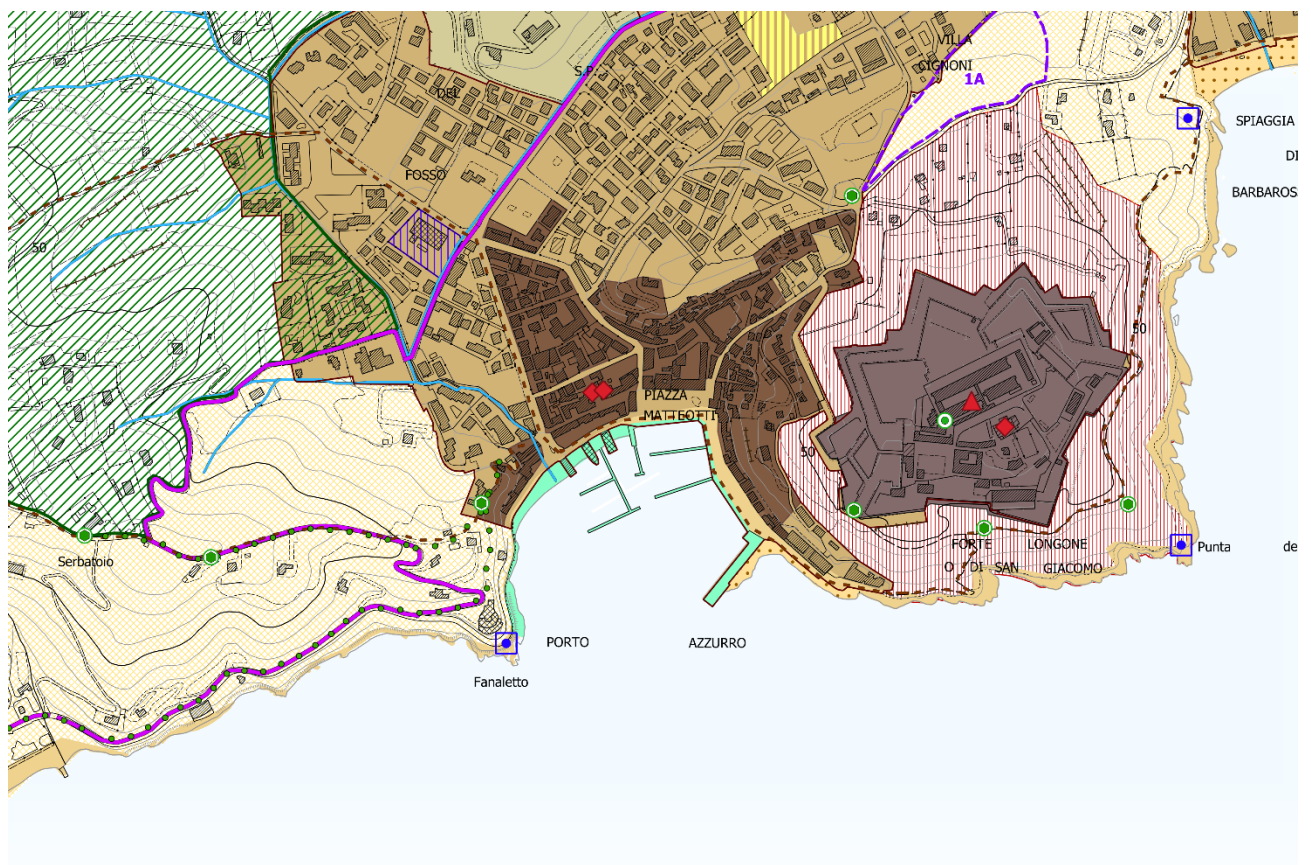 VILLA
CIGNONI
S.P.
1A
DEL
SPIAGGIA
DI
BARBAROS
FOSSO
50
50
PIAZZA
MATTEOTTI
50
FORTE LONGONE
O DI SAN GIACOMO
Punta de
Serbatoio
PORTO AZZURRO
Fanaletto